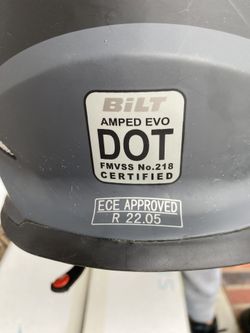 BiLT
AMPED EVO
DOT
FMVSS No.218
CERTIFIED
ECE APPROVED
R 22.05